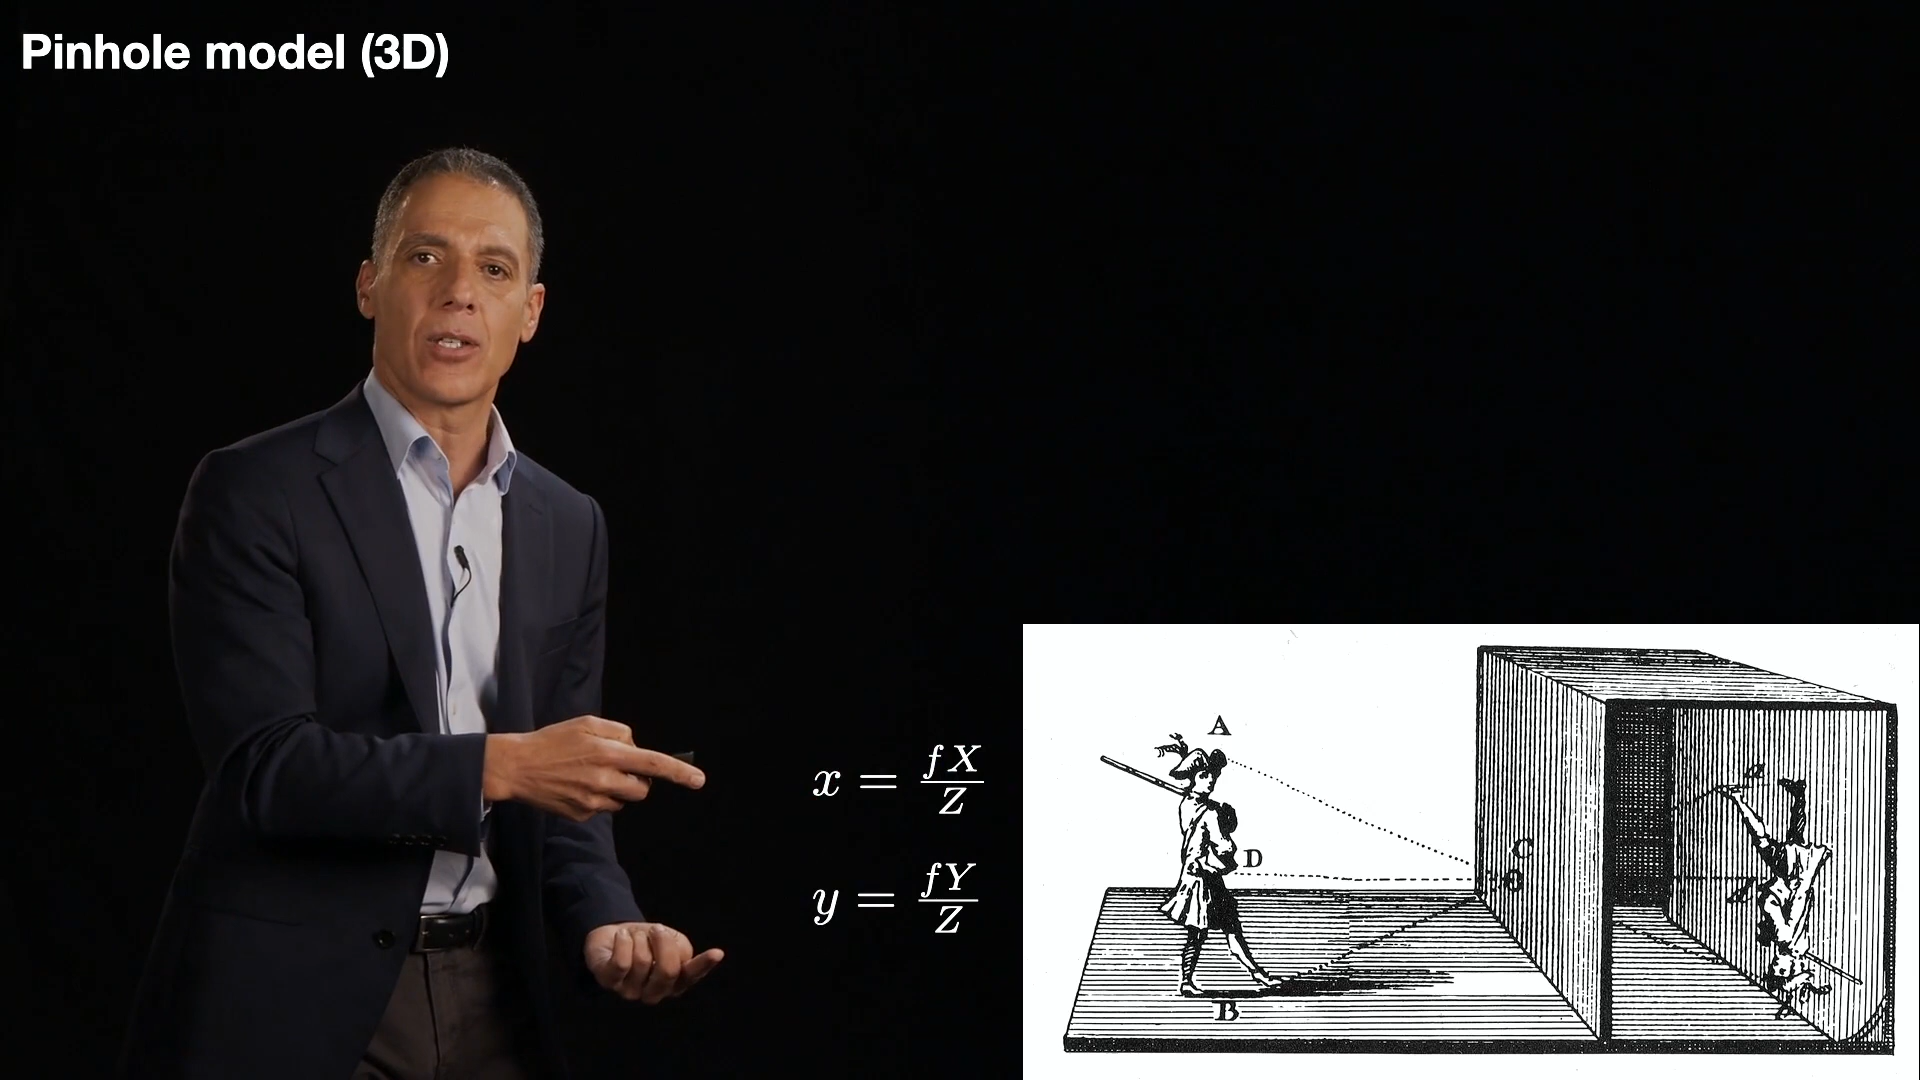 Pinhole model (3D)
x = fX/Z
y = fY/Z
A
a
C
D
O
d
B